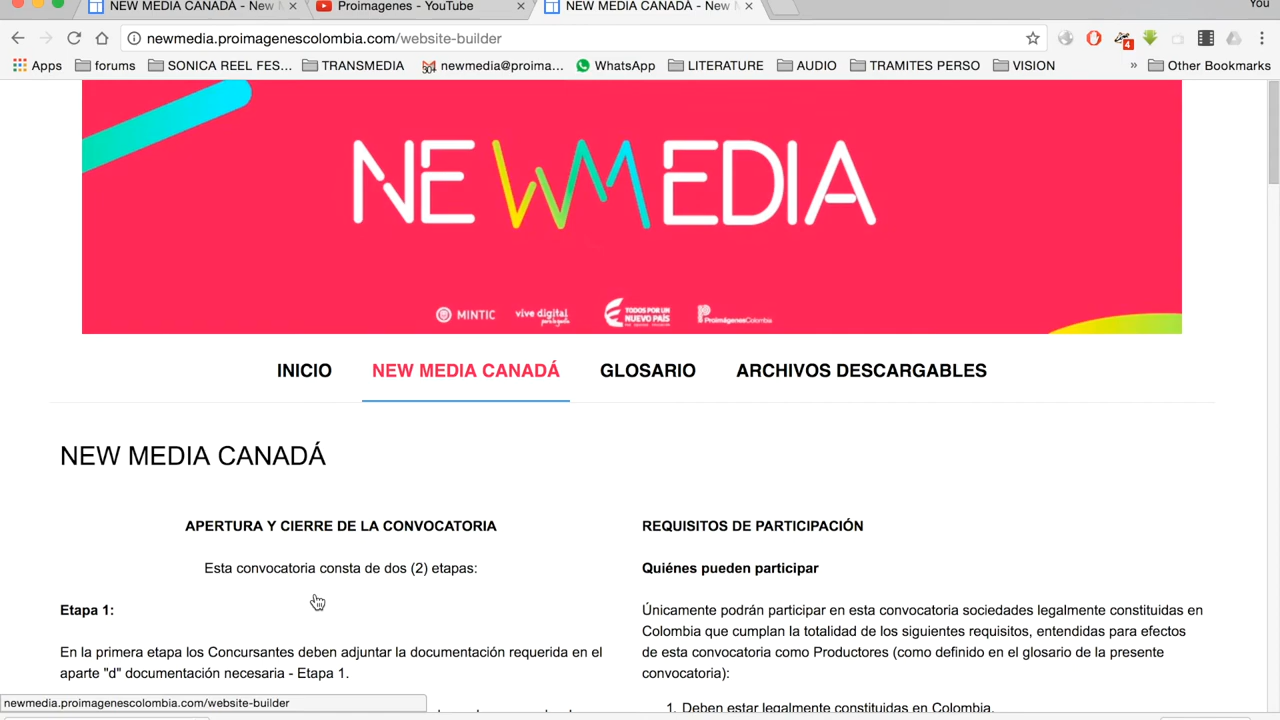 NEW MEDIA CANADÁ - New M
Proimagenes - YouTube
NEW MEDIA CANADÁ - New M
You
newmedia.proimagenescolombia.com/website-builder
4
Apps
forums
SONICA REEL FES...
TRANSMEDIA
50+
newmedia@proima...
WhatsApp
LITERATURE
AUDIO
TRAMITES PERSO
VISION
»
Other Bookmarks
NEWMEDIA
MINTIC
vive digital
TODOS POR UN
NUEVO PAÍS
ProimágenesColombia
INICIO
NEW MEDIA CANADÁ
GLOSARIO
ARCHIVOS DESCARGABLES
NEW MEDIA CANADÁ
APERTURA Y CIERRE DE LA CONVOCATORIA
Esta convocatoria consta de dos (2) etapas:
Etapa 1:
En la primera etapa los Concursantes deben adjuntar la documentación requerida en el
aparte "d" documentación necesaria - Etapa 1.
REQUISITOS DE PARTICIPACIÓN
Quiénes pueden participar
Únicamente podrán participar en esta convocatoria sociedades legalmente constituidas en
Colombia que cumplan la totalidad de los siguientes requisitos, entendidas para efectos
de esta convocatoria como Productores (como definido en el glosario de la presente
convocatoria):
1. Deben estar legalmente constituidas en Colombia.
newmedia.proimagenescolombia.com/website-builder